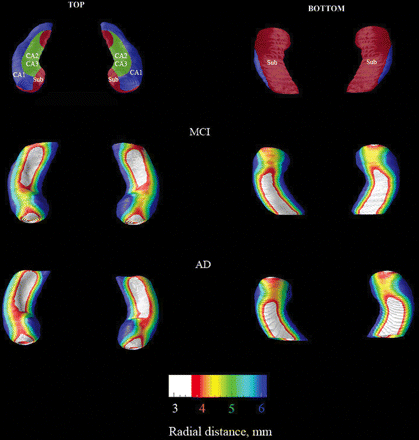 TOP
BOTTOM
CA2 CA2
CA3 CA3
CA1 CA1
Sub Sub
Sub Sub
MCI
AD
3 4 5 6
Radial distance, mm